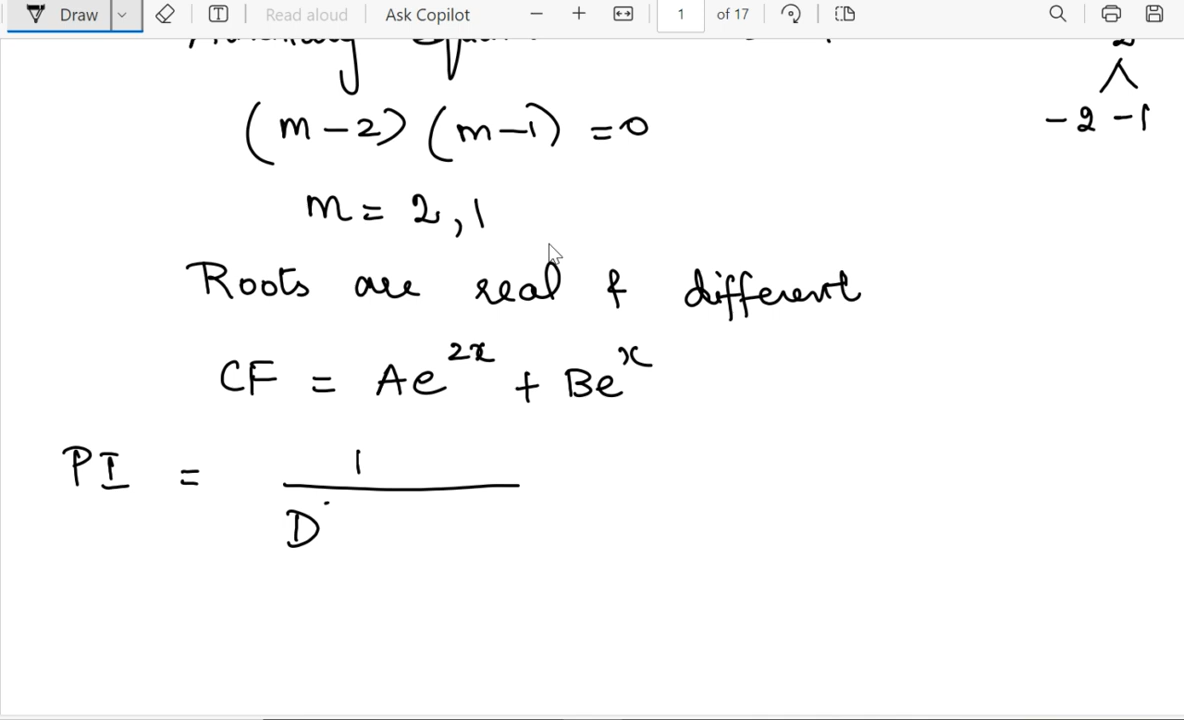 Draw Read aloud Ask Copilot 1 of 17
2
(m-2) (m-1) =0
-2 -1
m = 2, 1
Roots are real & different
CF = Ae^{2x} + Be^{x}
PI = 1
D